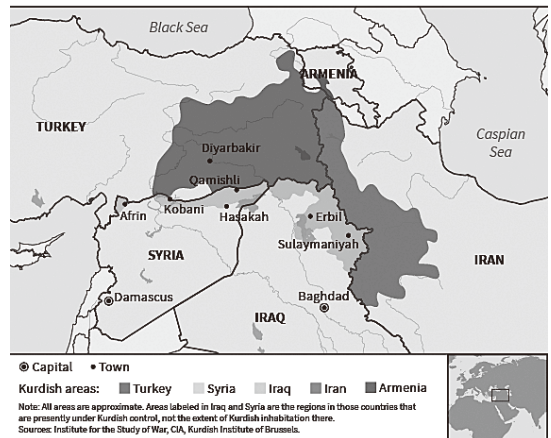 Black Sea
ARMENIA
TURKEY
Caspian
Sea
Diyarbakir
Qamishli
Afrin
Kobani
Hasakah
Erbil
Sulaymaniyah
SYRIA
IRAN
Damascus
Baghdad
IRAQ
Capital Town
Kurdish areas: Turkey Syria Iraq Iran Armenia
Note: All areas are approximate. Areas labeled in Iraq and Syria are the regions in those countries that
are presently under Kurdish control, not the extent of Kurdish inhabitation there.
Sources: Institute for the Study of War, CIA, Kurdish Institute of Brussels.